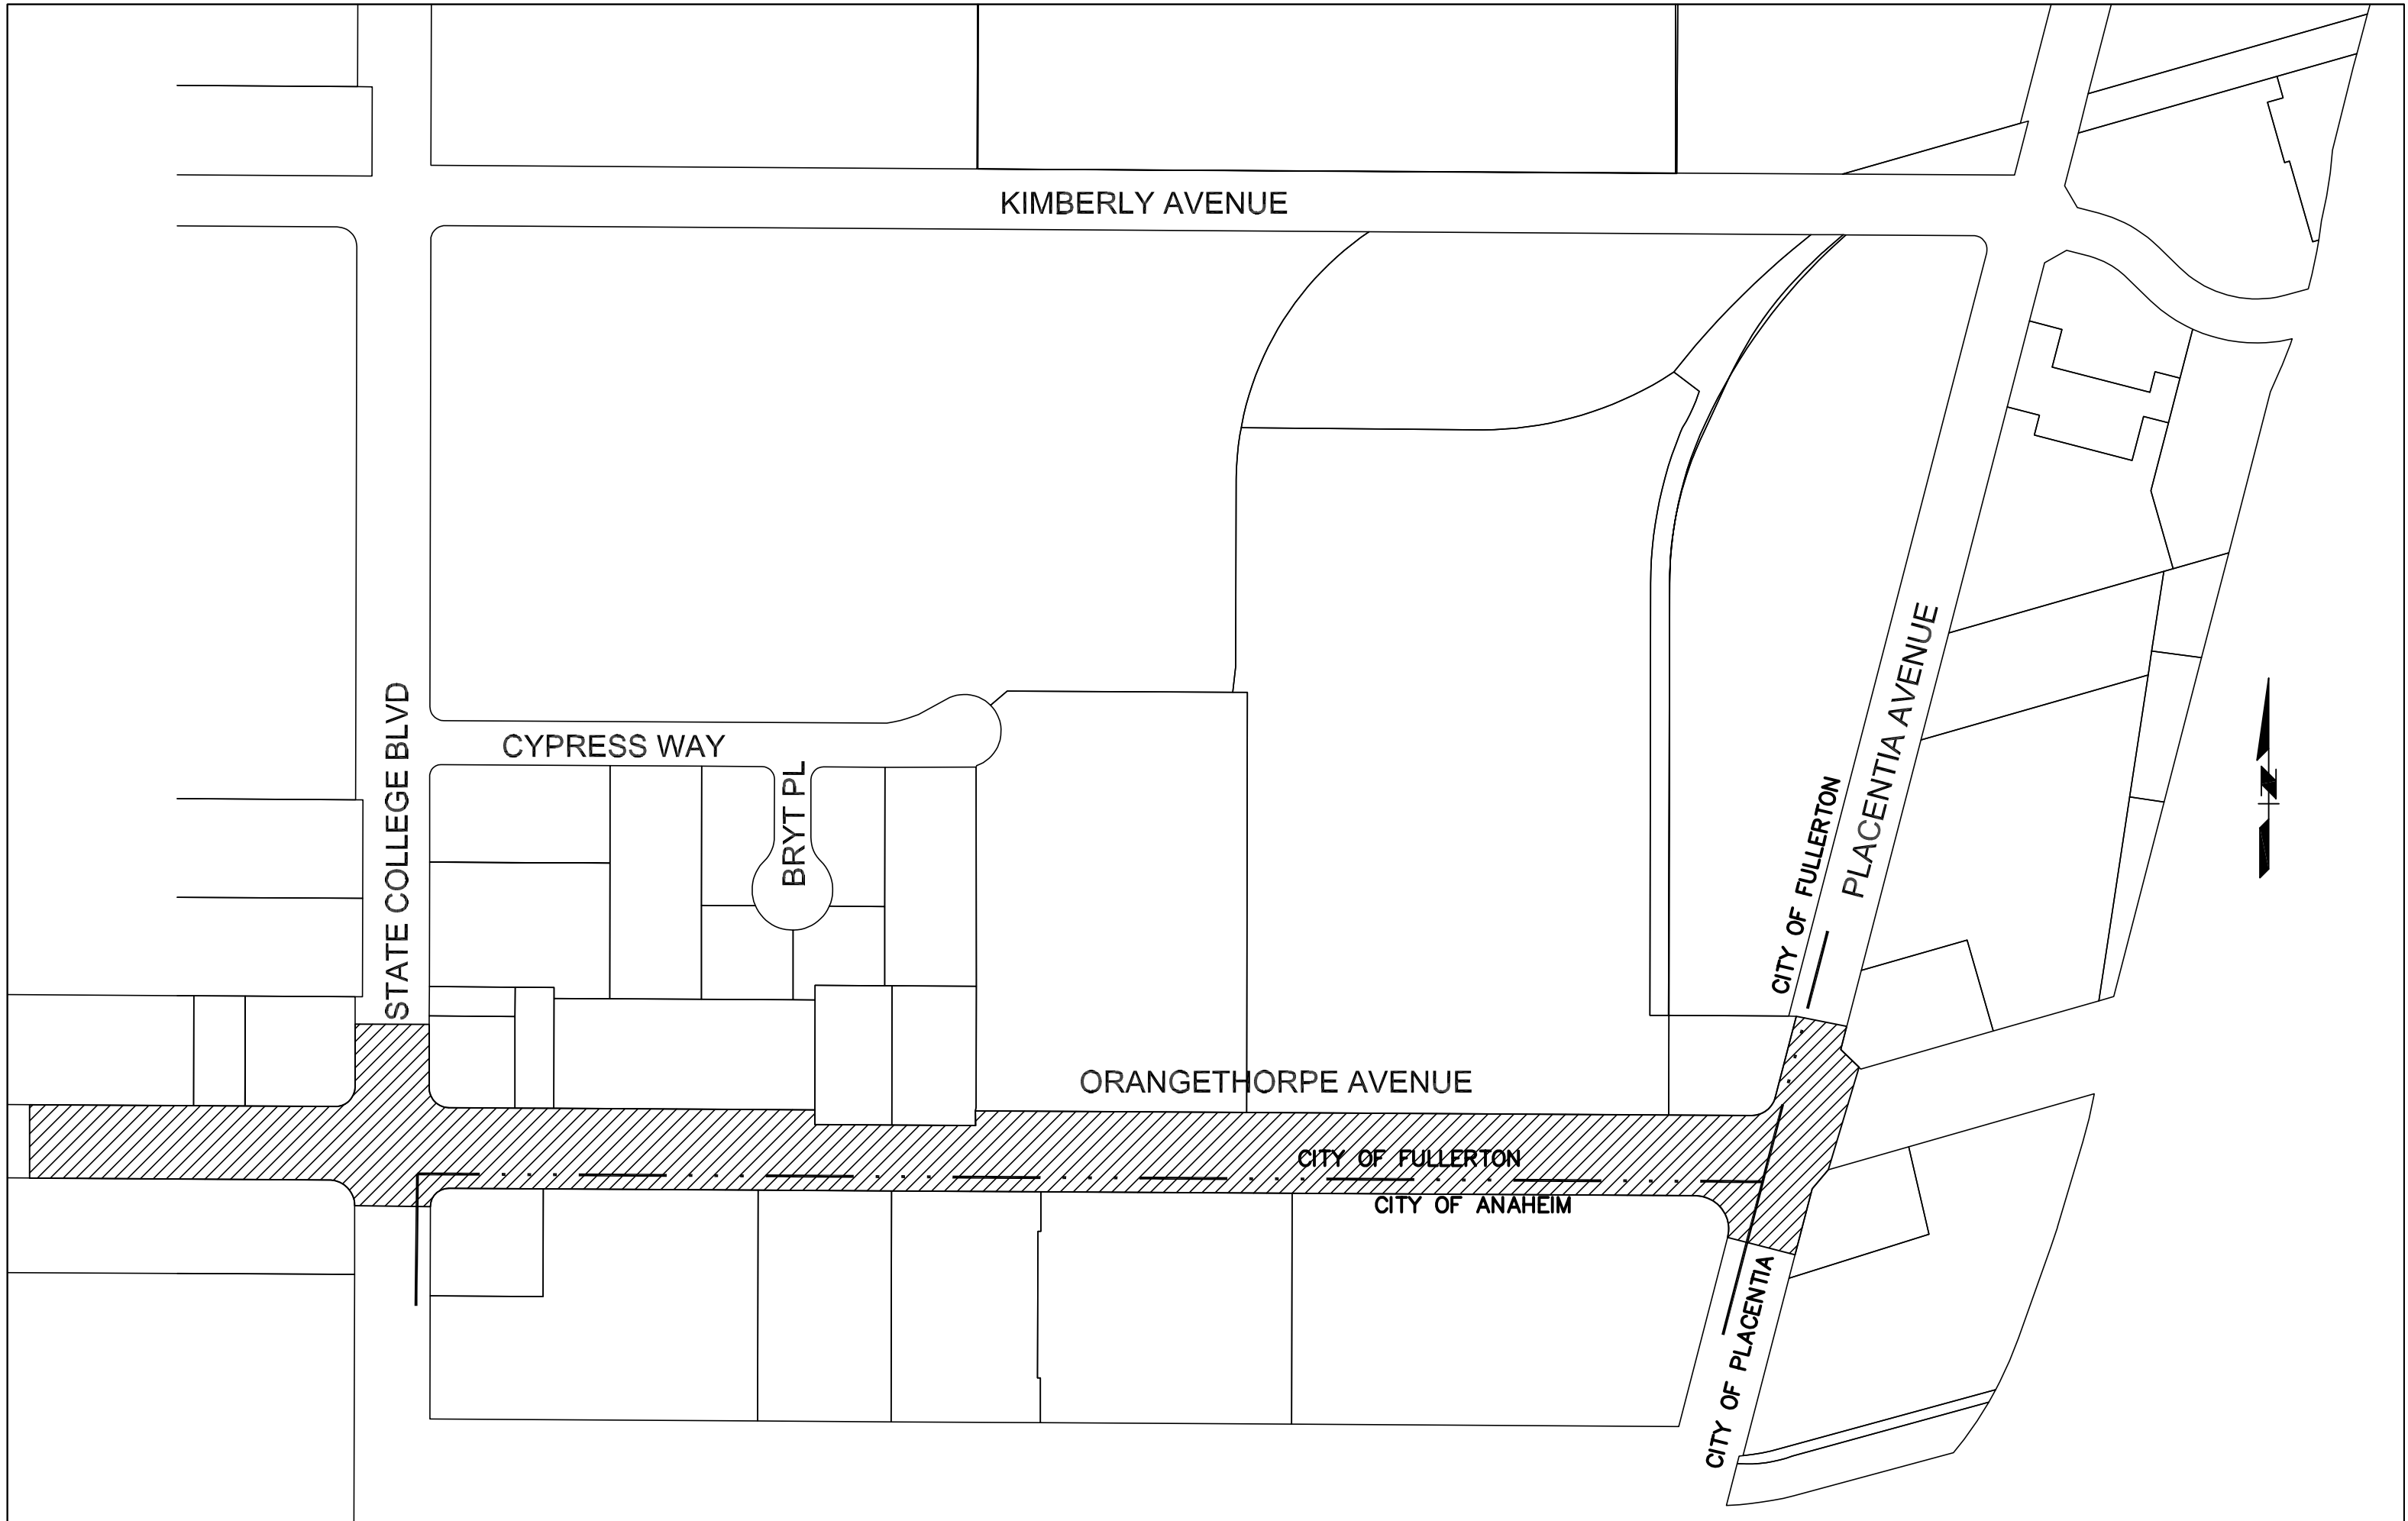 KIMBERLY AVENUE
STATE COLLEGE BLVD
CYPRESS WAY
BRYT PL
PLACENTIA AVENUE
CITY OF FULLERTON
N
ORANGETHORPE AVENUE
CITY OF FULLERTON
CITY OF ANAHEIM
CITY OF PLACENTIA